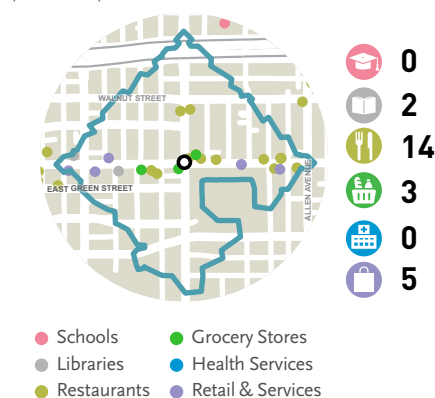 WALNUT STREET
EAST GREEN STREET
ALLEN AVENUE
0
2
14
3
0
5
Schools
Libraries
Restaurants
Grocery Stores
Health Services
Retail & Services